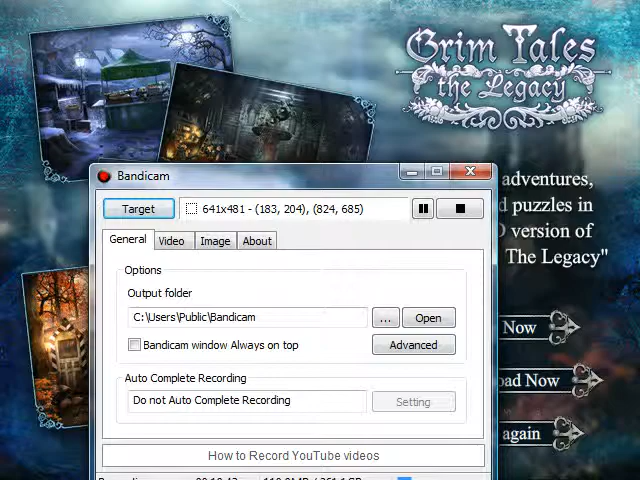 Grim Tales
the Legacy
Bandicam
Target
641x481 - (183, 204), (824, 685)
General Video Image About
Options
Output folder
C:\Users\Public\Bandicam
... Open
Bandicam window Always on top
Advanced
Auto Complete Recording
Do not Auto Complete Recording
Setting
How to Record YouTube videos
adventures,
puzzles in
version of
The Legacy"
Now
Now
again